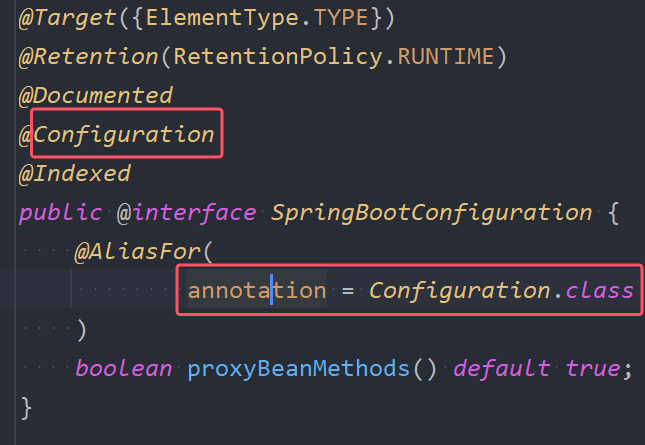 @Target({ElementType.TYPE})
@Retention(RetentionPolicy.RUNTIME)
@Documented
@Configuration
@Indexed
public @interface SpringBootConfiguration {
    @AliasFor(
        annotation = Configuration.class
    )
    boolean proxyBeanMethods() default true;
}